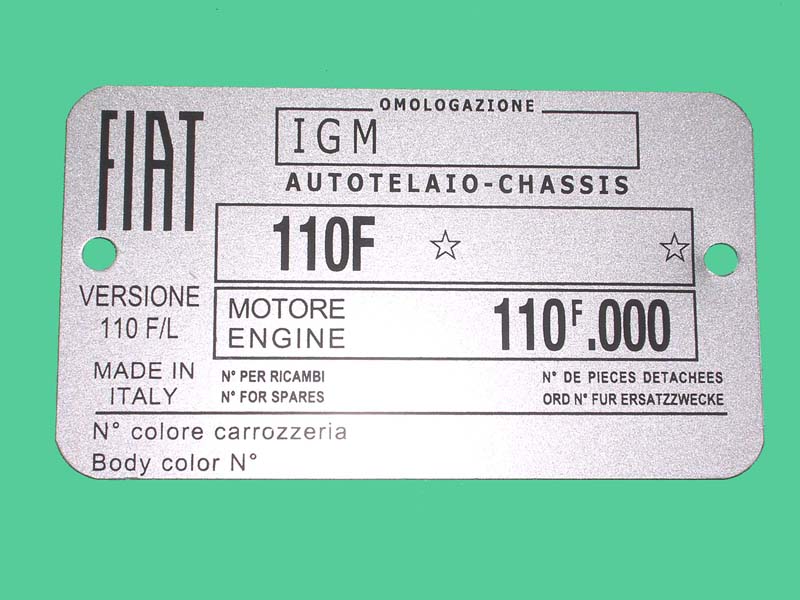 FIAT
OMOLOGAZIONE
IGM
AUTOTELAIO-CHASSIS
110F ☆ ☆
VERSIONE
110 F/L
MOTORE
ENGINE
110F.000
MADE IN
ITALY
N° PER RICAMBI
N° FOR SPARES
N° DE PIECES DETACHEES
ORD N° FUR ERSATZZWECKE
N° colore carrozzeria
Body color N°